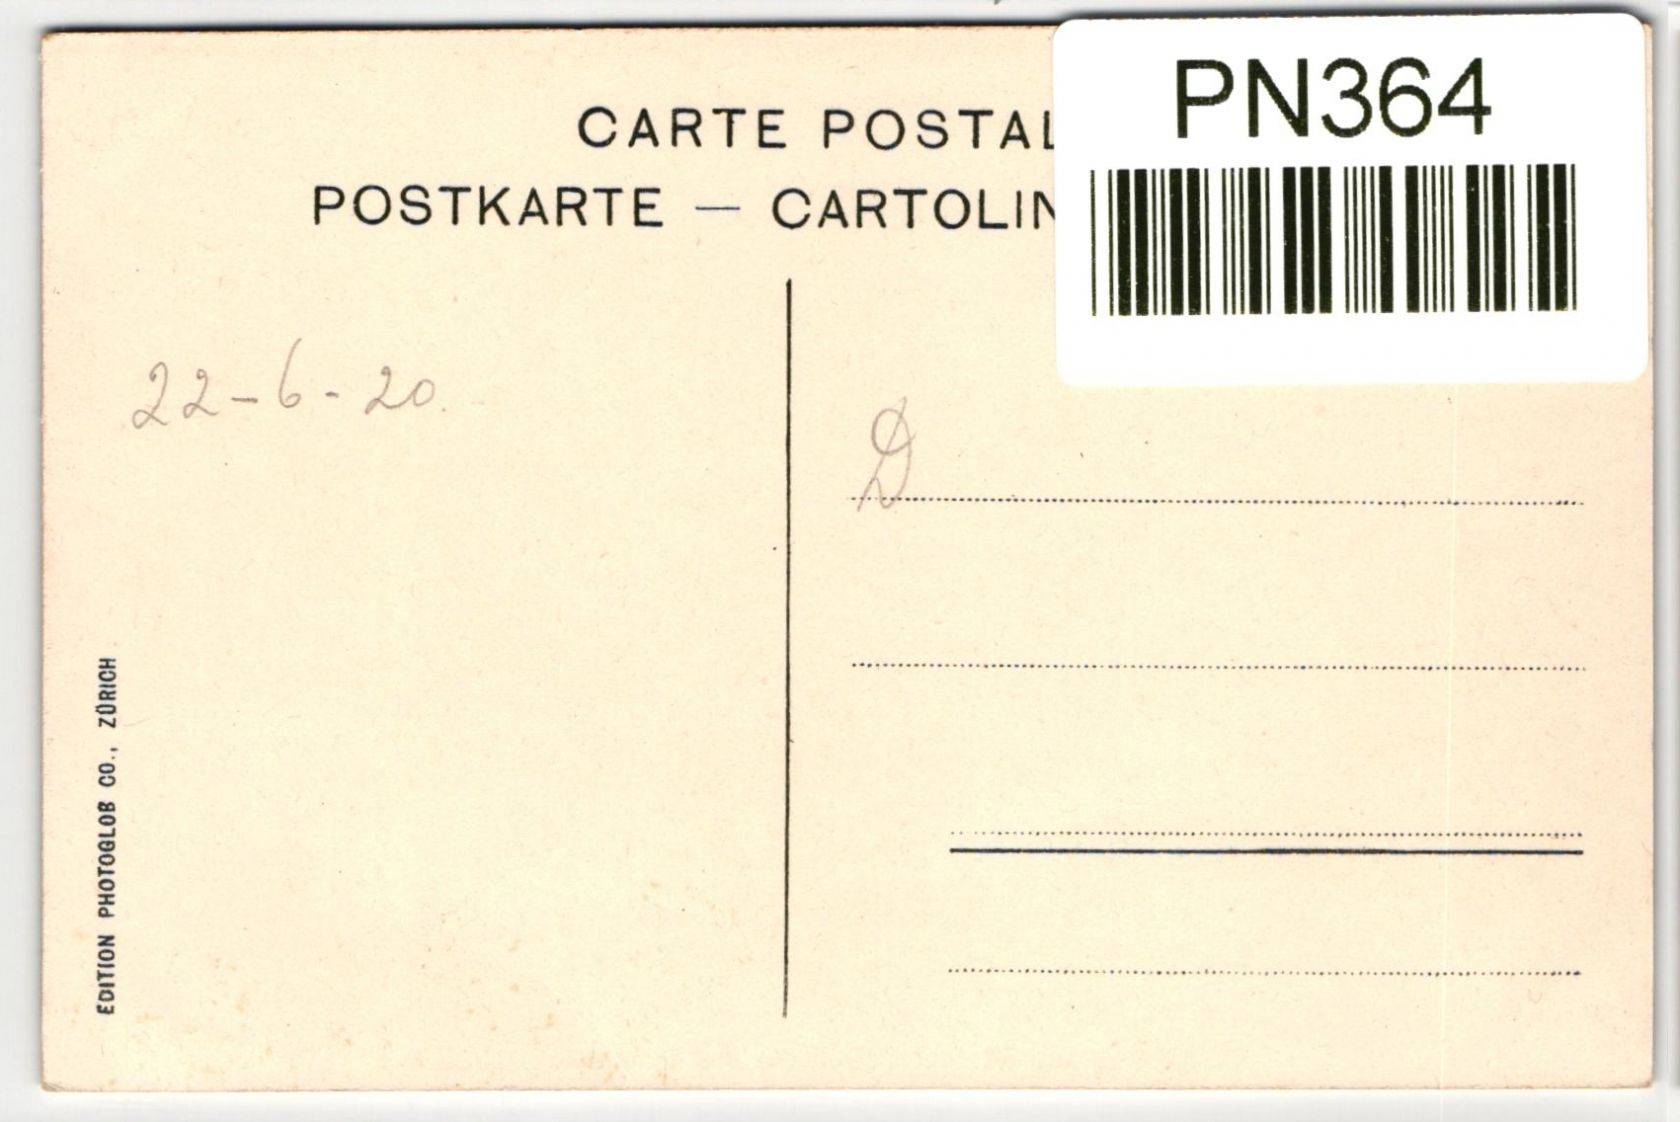 CARTE POSTAL
POSTKARTE — CARTOLIN
PN364
22-6-20.
D
EDITION PHOTOGLOB CO., ZÜRICH